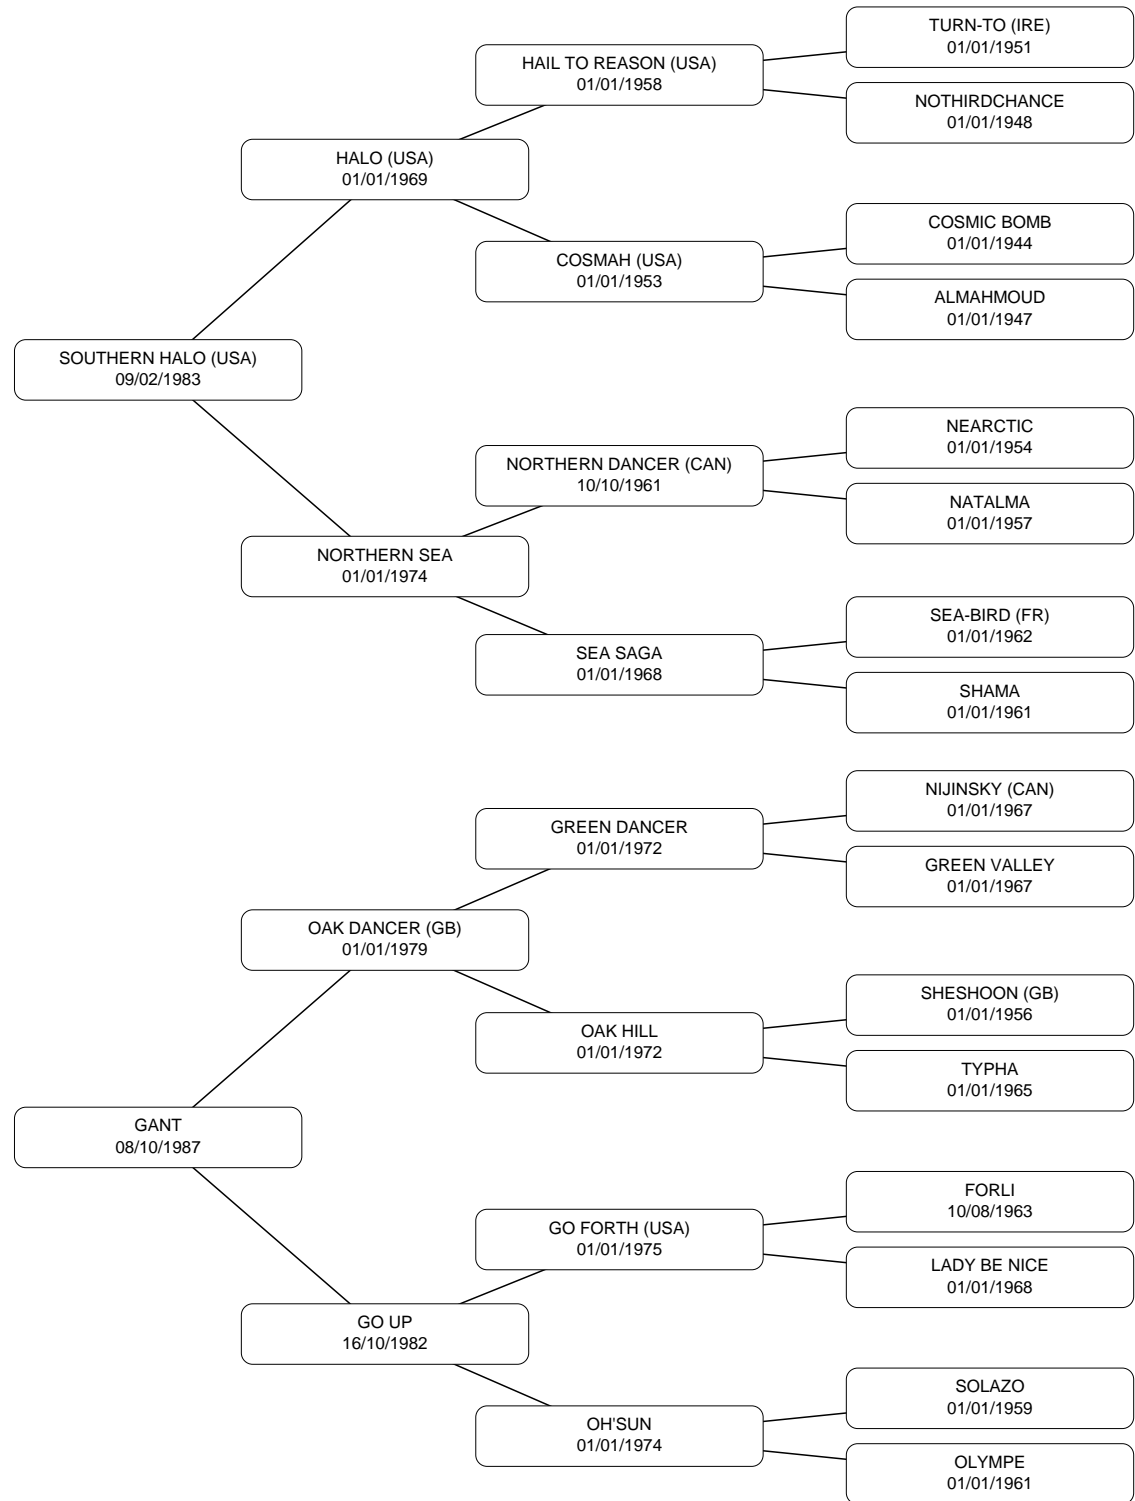 TURN-TO (IRE)
01/01/1951
HAIL TO REASON (USA)
01/01/1958
NOTHIRDCHANCE
01/01/1948
HALO (USA)
01/01/1969
COSMIC BOMB
01/01/1944
COSMAH (USA)
01/01/1953
ALMAHMOUD
01/01/1947
SOUTHERN HALO (USA)
09/02/1983
NEARCTIC
01/01/1954
NORTHERN DANCER (CAN)
10/10/1961
NATALMA
01/01/1957
NORTHERN SEA
01/01/1974
SEA-BIRD (FR)
01/01/1962
SEA SAGA
01/01/1968
SHAMA
01/01/1961
NIJINSKY (CAN)
01/01/1967
GREEN DANCER
01/01/1972
GREEN VALLEY
01/01/1967
OAK DANCER (GB)
01/01/1979
SHESHOON (GB)
01/01/1956
OAK HILL
01/01/1972
TYPHA
01/01/1965
GANT
08/10/1987
FORLI
10/08/1963
GO FORTH (USA)
01/01/1975
LADY BE NICE
01/01/1968
GO UP
16/10/1982
SOLAZO
01/01/1959
OH'SUN
01/01/1974
OLYMPE
01/01/1961